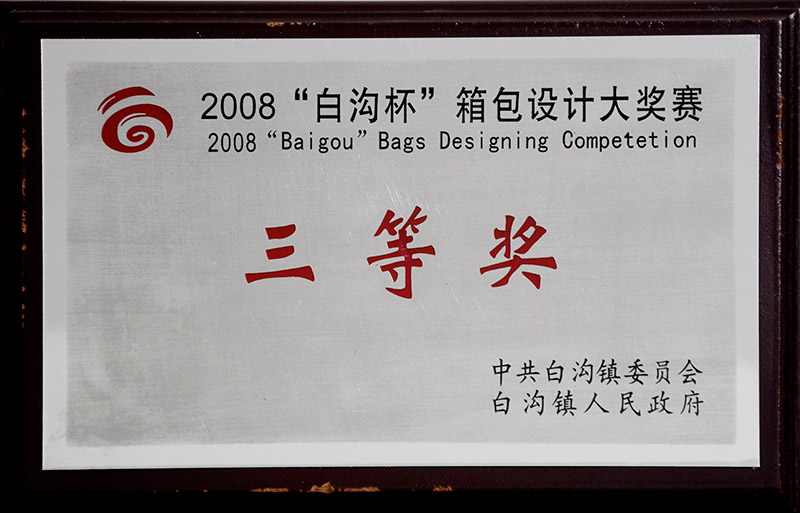 2008“白沟杯”箱包设计大奖赛
2008“Baigou”Bags Designing Competetion
三等奖
中共白沟镇委员会
白沟镇人民政府